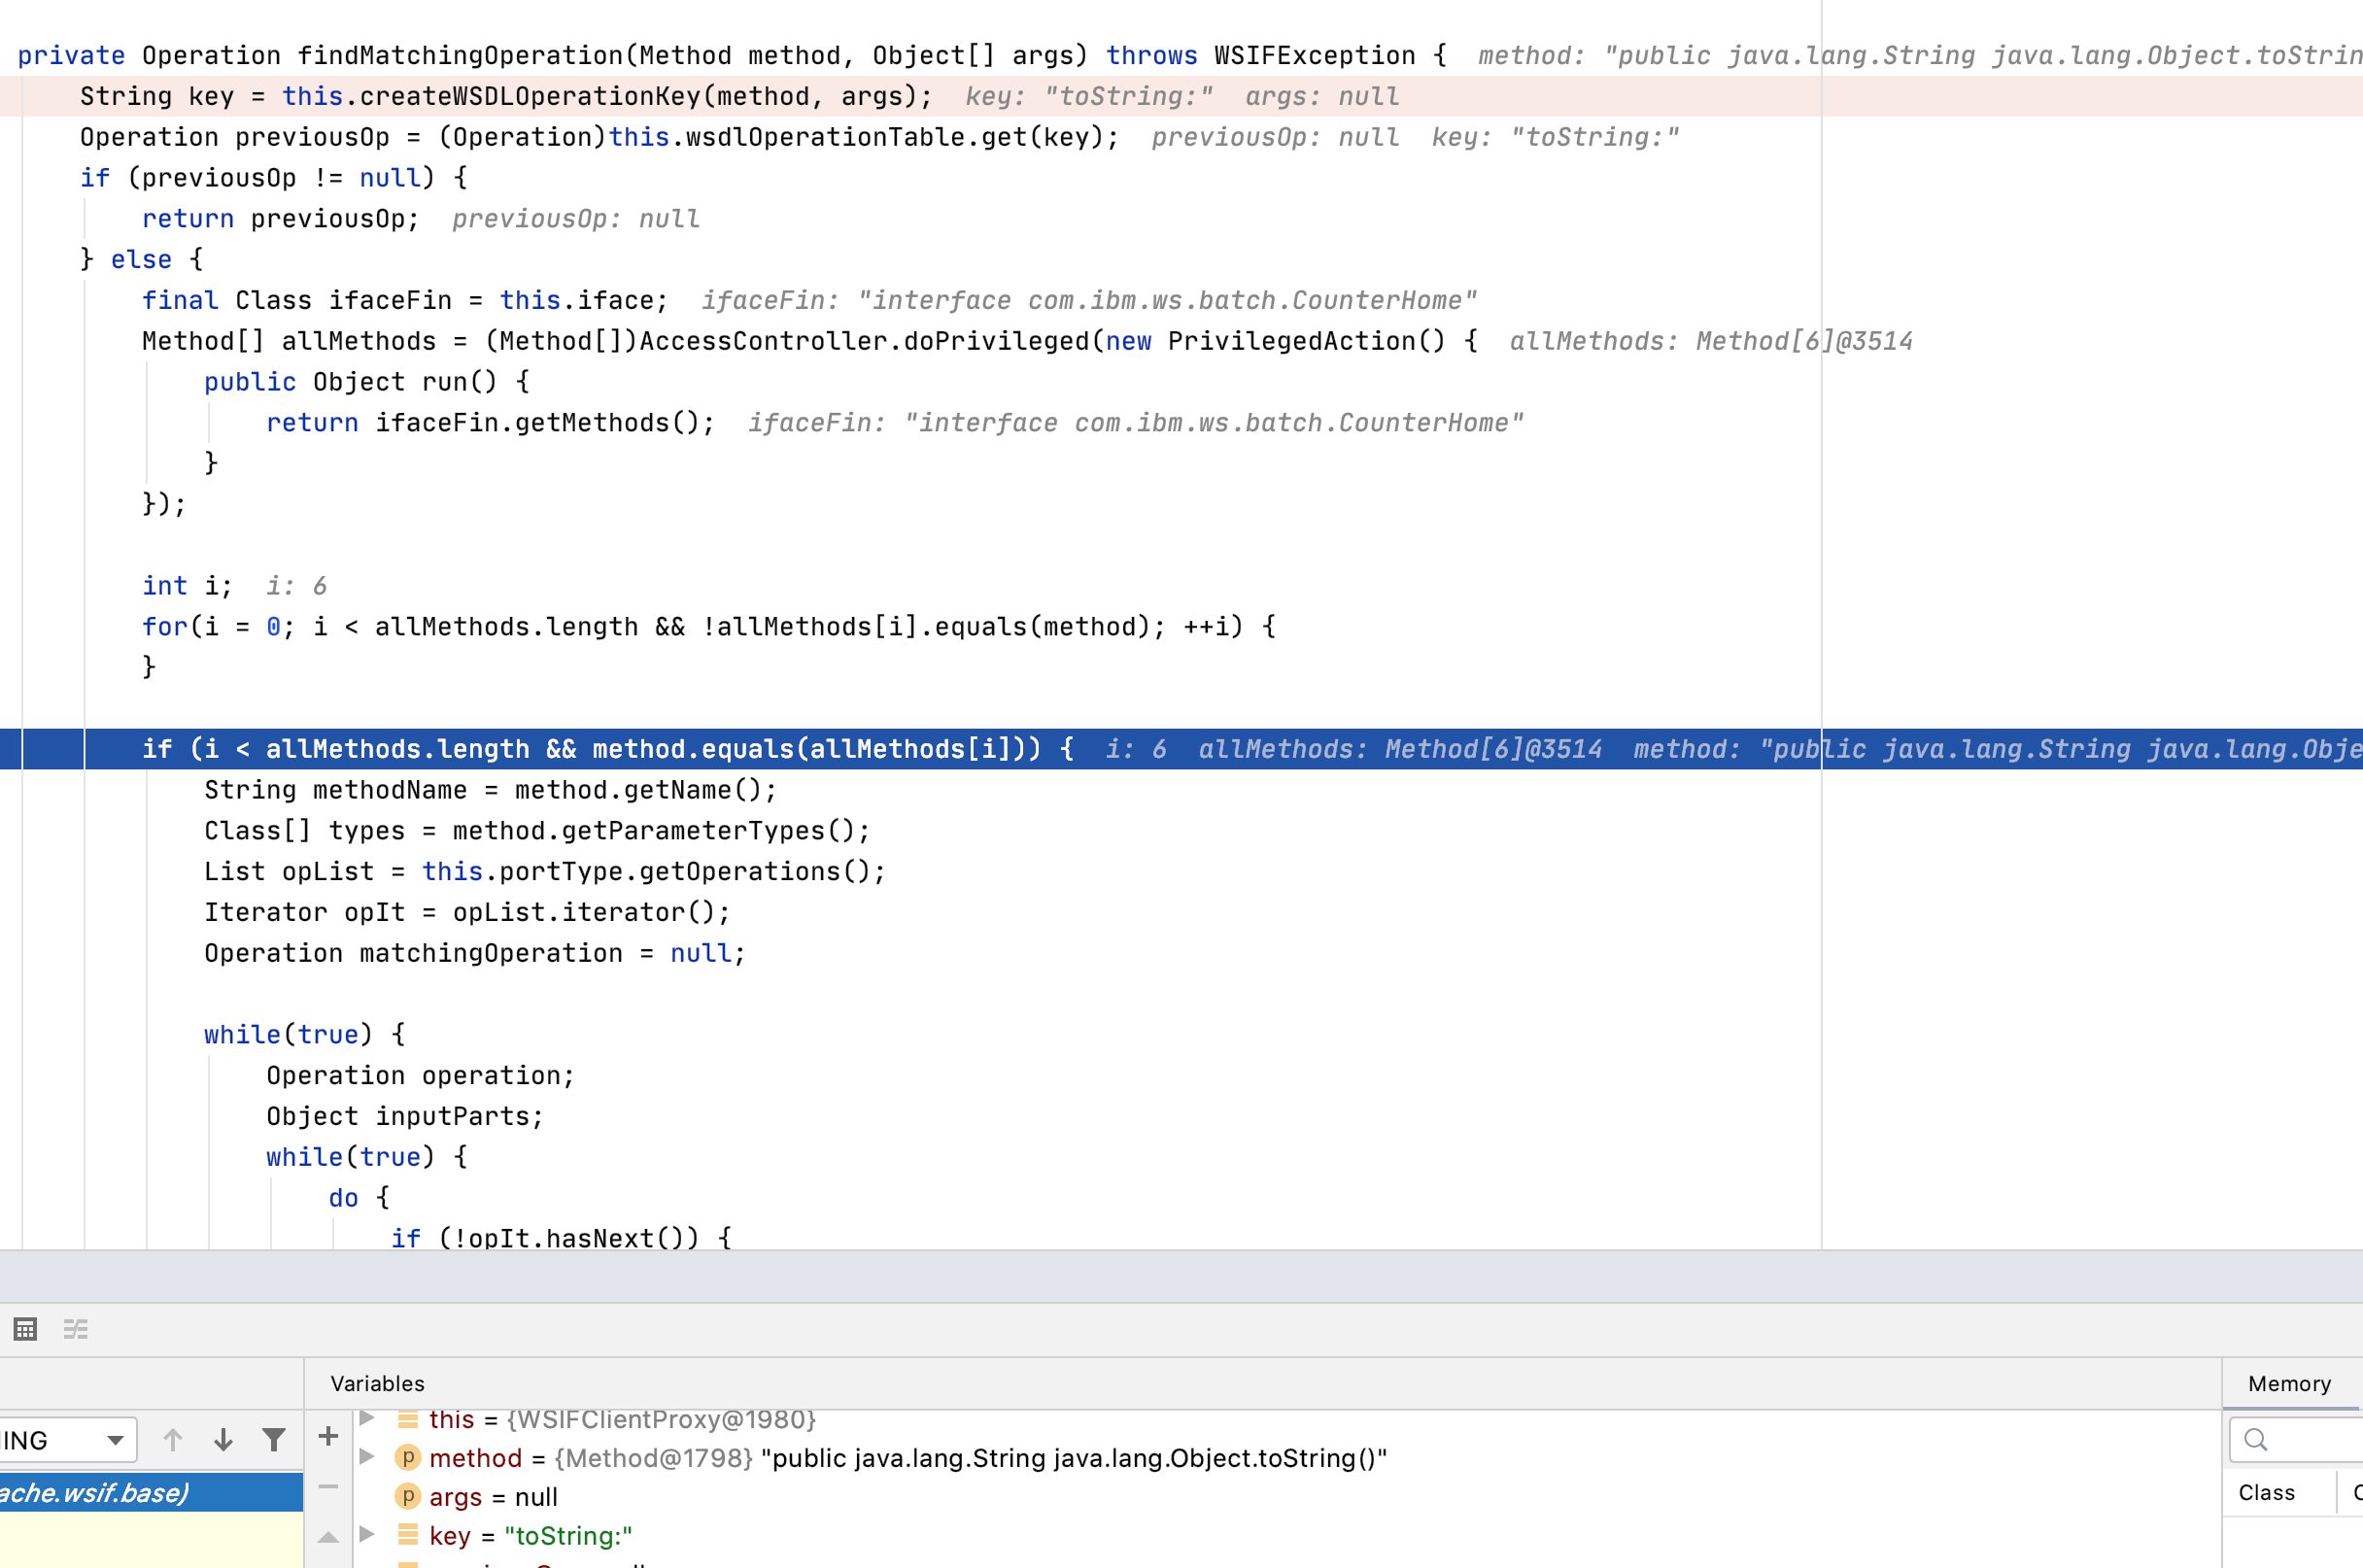 private Operation findMatchingOperation(Method method, Object[] args) throws WSIFException {  method: "public java.lang.String java.lang.Object.toStrin
String key = this.createWSDLOperationKey(method, args);  key: "toString:"  args: null
Operation previousOp = (Operation)this.wsdlOperationTable.get(key);  previousOp: null  key: "toString:"
if (previousOp != null) {
return previousOp;  previousOp: null
} else {
final Class ifaceFin = this.iface;  ifaceFin: "interface com.ibm.ws.batch.CounterHome"
Method[] allMethods = (Method[])AccessController.doPrivileged(new PrivilegedAction() {  allMethods: Method[6]@3514
public Object run() {
return ifaceFin.getMethods();  ifaceFin: "interface com.ibm.ws.batch.CounterHome"
}
});
int i;  i: 6
for(i = 0; i < allMethods.length && !allMethods[i].equals(method); ++i) {
}
if (i < allMethods.length && method.equals(allMethods[i])) {  i: 6  allMethods: Method[6]@3514  method: "public java.lang.String java.lang.Obje
String methodName = method.getName();
Class[] types = method.getParameterTypes();
List opList = this.portType.getOperations();
Iterator opIt = opList.iterator();
Operation matchingOperation = null;
while(true) {
Operation operation;
Object inputParts;
while(true) {
do {
if (!opIt.hasNext()) {
Variables
Memory
this = {WSIFClientProxy@1980}
ING
method = {Method@1798} "public java.lang.String java.lang.Object.toString()"
ache.wsif.base)
args = null
Class
key = "toString:"